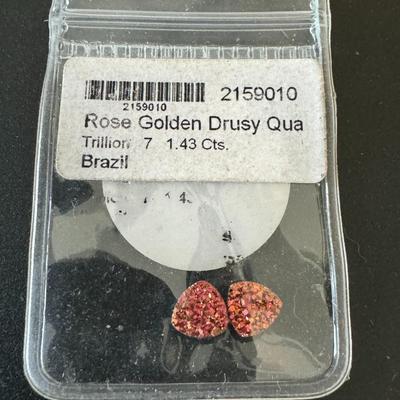 2159010
2159010
Rose Golden Drusy Qua
Trillion 7 1.43 Cts.
Brazil